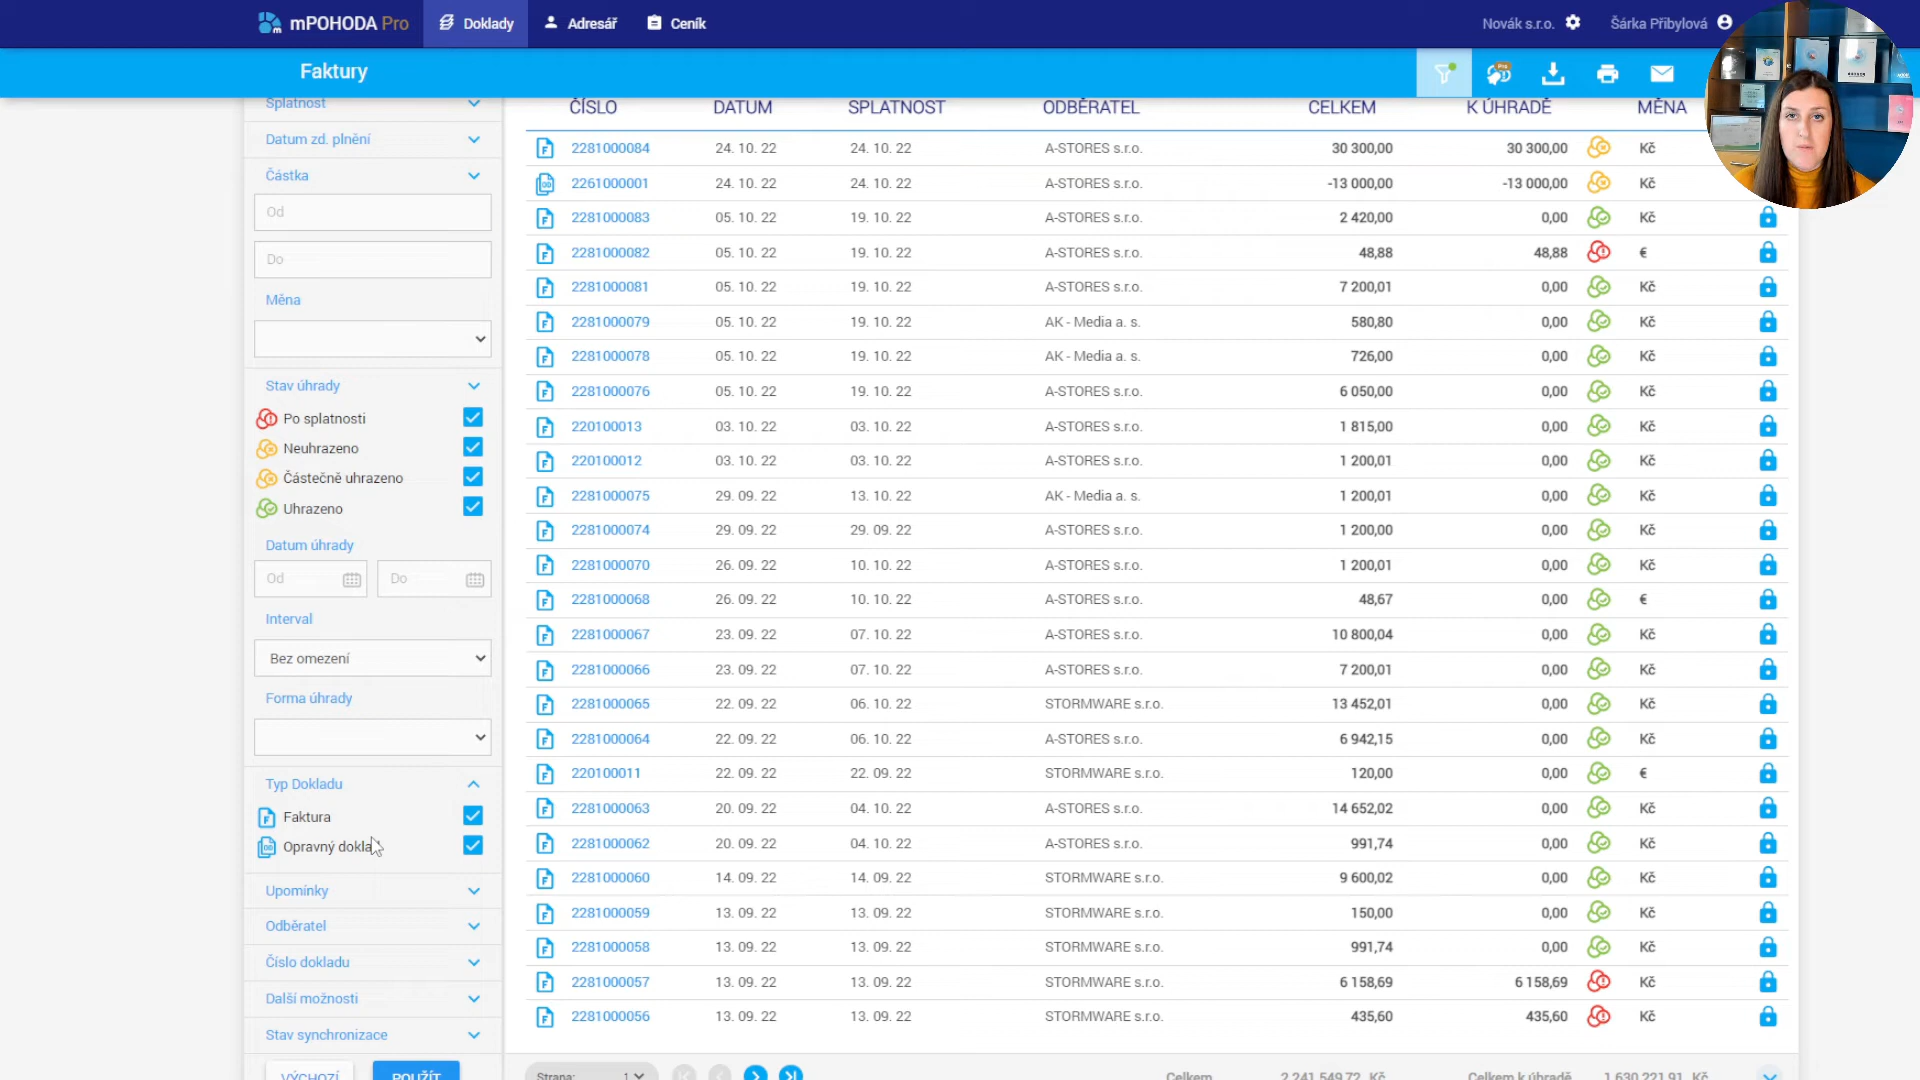 mPOHODA Pro Doklady Adresář Ceník Novák s.r.o. Šárka Přibylová
Faktury Pro
Splatnost
Datum zd. plnění
Částka
Od
Do
Měna
Stav úhrady
Po splatnosti
Neuhrazeno
Částečně uhrazeno
Uhrazeno
Datum úhrady
Od Do
Interval
Bez omezení
Forma úhrady
Typ Dokladu
Faktura
Opravný dokla
Upomínky
Odběratel
Číslo dokladu
Další možnosti
Stav synchronizace
VÝCHOZÍ POUŽÍT
ČÍSLO DATUM SPLATNOST ODBĚRATEL CELKEM K ÚHRADĚ MĚNA
2281000084 24. 10. 22 24. 10. 22 A-STORES s.r.o. 30 300,00 30 300,00 Kč
2261000001 24. 10. 22 24. 10. 22 A-STORES s.r.o. -13 000,00 -13 000,00 Kč
2281000083 05. 10. 22 19. 10. 22 A-STORES s.r.o. 2 420,00 0,00 Kč
2281000082 05. 10. 22 19. 10. 22 A-STORES s.r.o. 48,88 48,88 €
2281000081 05. 10. 22 19. 10. 22 A-STORES s.r.o. 7 200,01 0,00 Kč
2281000079 05. 10. 22 19. 10. 22 AK - Media a. s. 580,80 0,00 Kč
2281000078 05. 10. 22 19. 10. 22 AK - Media a. s. 726,00 0,00 Kč
2281000076 05. 10. 22 19. 10. 22 A-STORES s.r.o. 6 050,00 0,00 Kč
220100013 03. 10. 22 03. 10. 22 A-STORES s.r.o. 1 815,00 0,00 Kč
220100012 03. 10. 22 03. 10. 22 A-STORES s.r.o. 1 200,01 0,00 Kč
2281000075 29. 09. 22 13. 10. 22 AK - Media a. s. 1 200,01 0,00 Kč
2281000074 29. 09. 22 29. 09. 22 A-STORES s.r.o. 1 200,00 0,00 Kč
2281000070 26. 09. 22 10. 10. 22 A-STORES s.r.o. 1 200,01 0,00 Kč
2281000068 26. 09. 22 10. 10. 22 A-STORES s.r.o. 48,67 0,00 €
2281000067 23. 09. 22 07. 10. 22 A-STORES s.r.o. 10 800,04 0,00 Kč
2281000066 23. 09. 22 07. 10. 22 A-STORES s.r.o. 7 200,01 0,00 Kč
2281000065 22. 09. 22 06. 10. 22 STORMWARE s.r.o. 13 452,01 0,00 Kč
2281000064 22. 09. 22 06. 10. 22 A-STORES s.r.o. 6 942,15 0,00 Kč
220100011 22. 09. 22 22. 09. 22 STORMWARE s.r.o. 120,00 0,00 €
2281000063 20. 09. 22 04. 10. 22 A-STORES s.r.o. 14 652,02 0,00 Kč
2281000062 20. 09. 22 04. 10. 22 A-STORES s.r.o. 991,74 0,00 Kč
2281000060 14. 09. 22 14. 09. 22 STORMWARE s.r.o. 9 600,02 0,00 Kč
2281000059 13. 09. 22 13. 09. 22 STORMWARE s.r.o. 150,00 0,00 Kč
2281000058 13. 09. 22 13. 09. 22 STORMWARE s.r.o. 991,74 0,00 Kč
2281000057 13. 09. 22 13. 09. 22 STORMWARE s.r.o. 6 158,69 6 158,69 Kč
2281000056 13. 09. 22 13. 09. 22 STORMWARE s.r.o. 435,60 435,60 Kč
Strana: 1 Celkem 2 241 549,72 Kč Celkem k úhradě 1 630 221,91 Kč